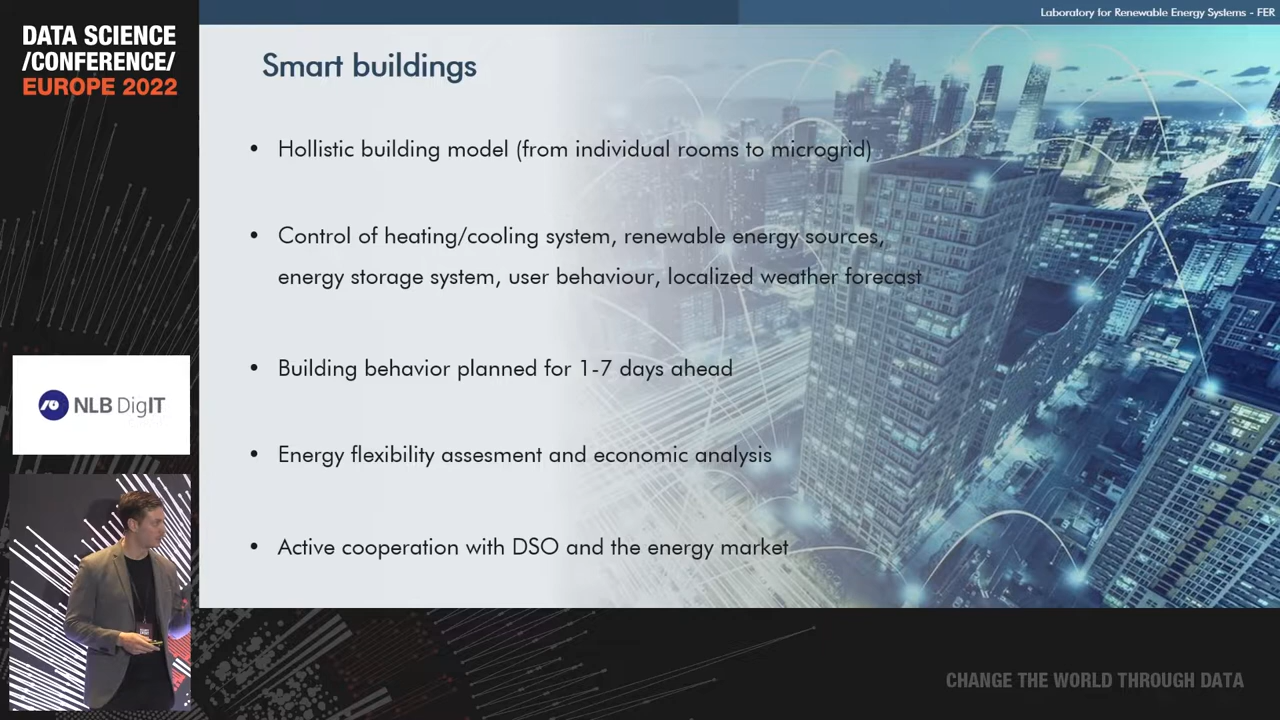 Laboratory for Renewable Energy Systems - FER
DATA SCIENCE
/CONFERENCE/
EUROPE 2022
Smart buildings
• Hollistic building model (from individual rooms to microgrid)
• Control of heating/cooling system, renewable energy sources,
energy storage system, user behaviour, localized weather forecast
• Building behavior planned for 1-7 days ahead
NLB DigIT
• Energy flexibility assesment and economic analysis
• Active cooperation with DSO and the energy market
CHANGE THE WORLD THROUGH DATA